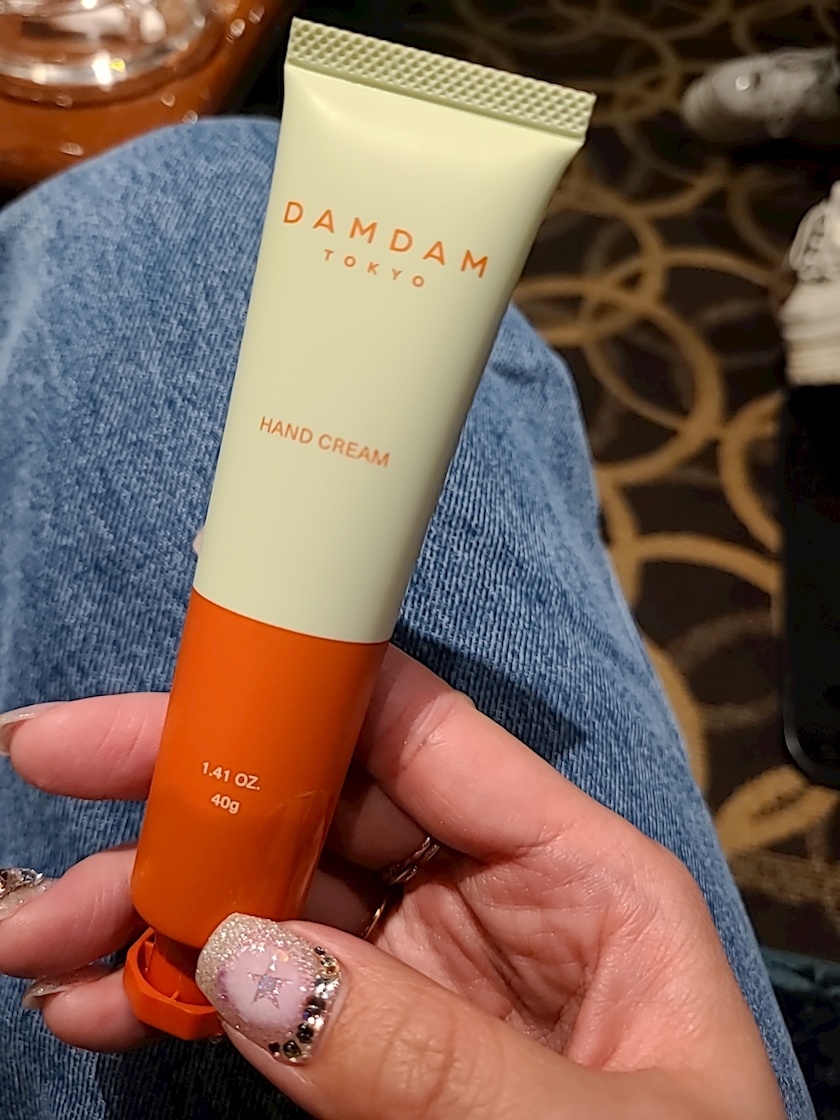 DAMDAM
TOKYO
HAND CREAM
1.41 OZ.
40g